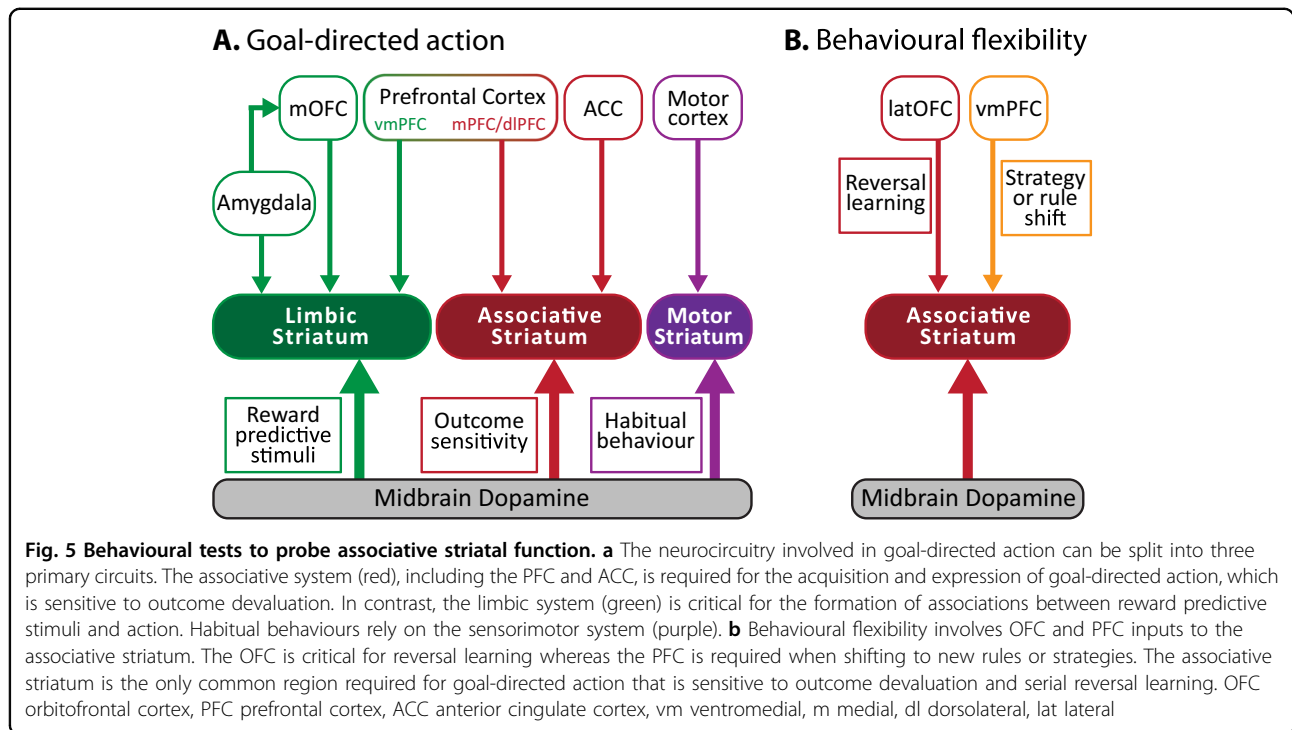 A. Goal-directed action
B. Behavioural flexibility
mOFC
Prefrontal Cortex
vmPFC mPFC/dlPFC
ACC
Motor
cortex
Amygdala
Limbic
Striatum
Associative
Striatum
Motor
Striatum
Reward
predictive
stimuli
Outcome
sensitivity
Habitual
behaviour
Midbrain Dopamine
latOFC
vmPFC
Reversal
learning
Strategy
or rule
shift
Associative
Striatum
Midbrain Dopamine
Fig. 5 Behavioural tests to probe associative striatal function. a The neurocircuitry involved in goal-directed action can be split into three
primary circuits. The associative system (red), including the PFC and ACC, is required for the acquisition and expression of goal-directed action, which
is sensitive to outcome devaluation. In contrast, the limbic system (green) is critical for the formation of associations between reward predictive
stimuli and action. Habitual behaviours rely on the sensorimotor system (purple). b Behavioural flexibility involves OFC and PFC inputs to the
associative striatum. The OFC is critical for reversal learning whereas the PFC is required when shifting to new rules or strategies. The associative
striatum is the only common region required for goal-directed action that is sensitive to outcome devaluation and serial reversal learning. OFC
orbitofrontal cortex, PFC prefrontal cortex, ACC anterior cingulate cortex, vm ventromedial, m medial, dl dorsolateral, lat lateral